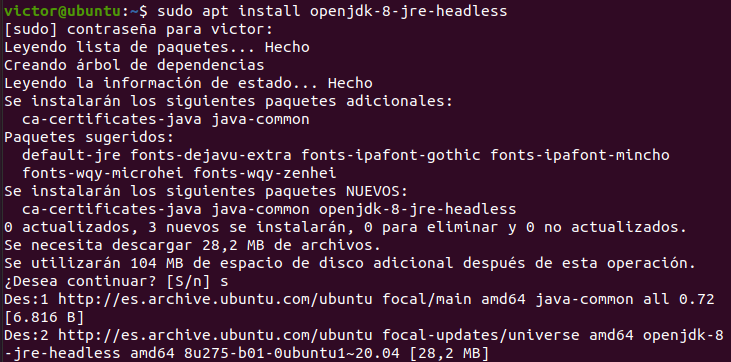 victor@ubuntu:~$ sudo apt install openjdk-8-jre-headless
[sudo] contraseña para victor:
Leyendo lista de paquetes... Hecho
Creando árbol de dependencias
Leyendo la información de estado... Hecho
Se instalarán los siguientes paquetes adicionales:
  ca-certificates-java java-common
Paquetes sugeridos:
  default-jre fonts-dejavu-extra fonts-ipafont-gothic fonts-ipafont-mincho
  fonts-wqy-microhei fonts-wqy-zenhei
Se instalarán los siguientes paquetes NUEVOS:
  ca-certificates-java java-common openjdk-8-jre-headless
0 actualizados, 3 nuevos se instalarán, 0 para eliminar y 0 no actualizados.
Se necesita descargar 28,2 MB de archivos.
Se utilizarán 104 MB de espacio de disco adicional después de esta operación.
¿Desea continuar? [S/n] s
Des:1 http://es.archive.ubuntu.com/ubuntu focal/main amd64 java-common all 0.72
[6.816 B]
Des:2 http://es.archive.ubuntu.com/ubuntu focal-updates/universe amd64 openjdk-8
-jre-headless amd64 8u275-b01-0ubuntu1~20.04 [28,2 MB]